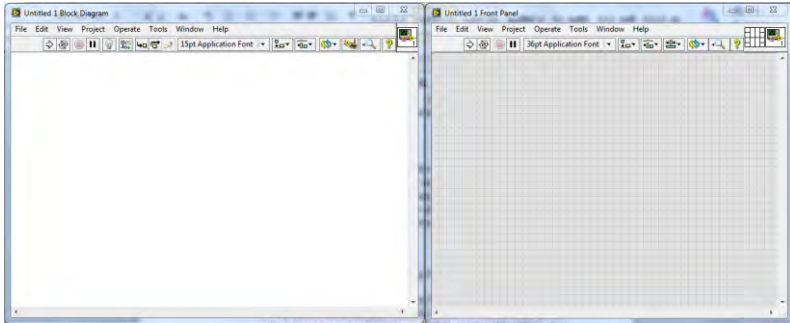 Untitled 1 Block Diagram
File Edit View Project Operate Tools Window Help
15pt Application Font
Untitled 1 Front Panel
File Edit View Project Operate Tools Window Help
36pt Application Font